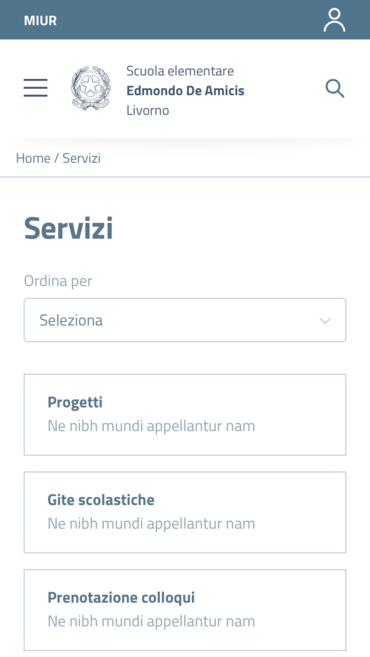 MIUR
Scuola elementare
Edmondo De Amicis
Livorno
Home / Servizi
Servizi
Ordina per
Seleziona
Progetti
Ne nibh mundi appellantur nam
Gite scolastiche
Ne nibh mundi appellantur nam
Prenotazione colloqui
Ne nibh mundi appellantur nam